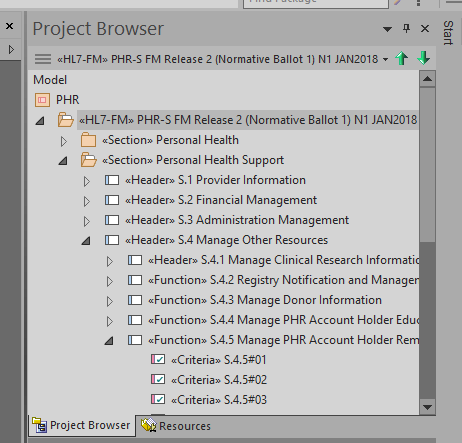 Find Package
Project Browser
Start
«HL7-FM» PHR-S FM Release 2 (Normative Ballot 1) N1 JAN2018
Model
PHR
«HL7-FM» PHR-S FM Release 2 (Normative Ballot 1) N1 JAN2018
«Section» Personal Health
«Section» Personal Health Support
«Header» S.1 Provider Information
«Header» S.2 Financial Management
«Header» S.3 Administration Management
«Header» S.4 Manage Other Resources
«Header» S.4.1 Manage Clinical Research Informatio
«Function» S.4.2 Registry Notification and Manager
«Function» S.4.3 Manage Donor Information
«Function» S.4.4 Manage PHR Account Holder Educ
«Function» S.4.5 Manage PHR Account Holder Rem
«Criteria» S.4.5#01
«Criteria» S.4.5#02
«Criteria» S.4.5#03
Project Browser
Resources